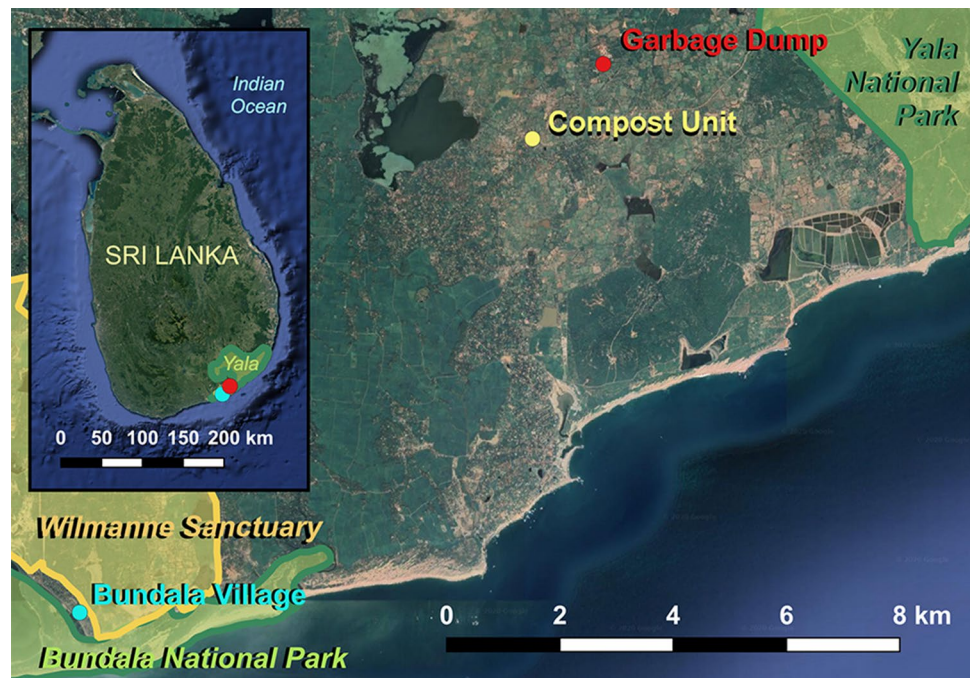 Garbage Dump
Yala
National
Park
Indian
Ocean
Compost Unit
SRI LANKA
Yala
0 50 100 150 200 km
Wilmanne Sanctuary
Bundala Village
0 2 4 6 8 km
Bundala National Park